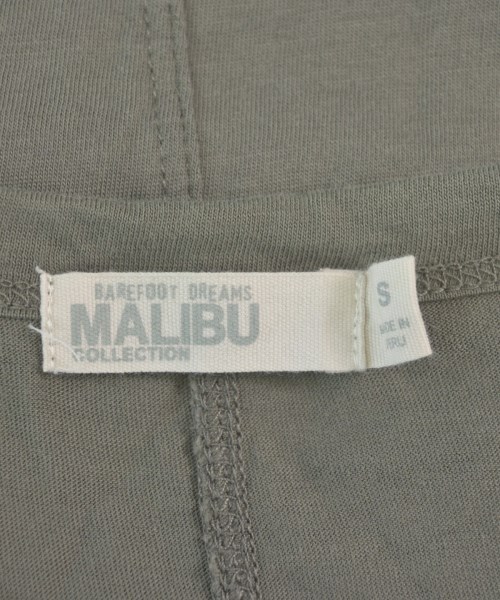 BAREFOOT DREAMS
MALIBU
COLLECTION
S
MADE IN
PERU